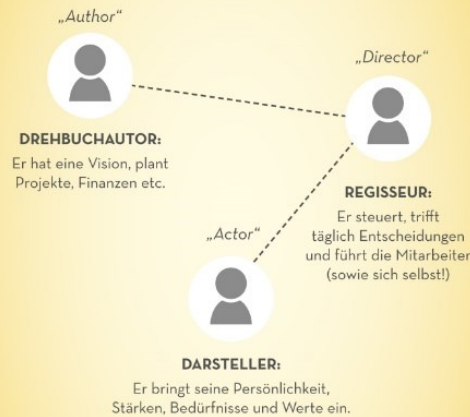 „Author“
DREHBUCHAUTOR:
Er hat eine Vision, plant
Projekte, Finanzen etc.
„Director“
REGISSEUR:
Er steuert, trifft
täglich Entscheidungen
und führt die Mitarbeiter
(sowie sich selbst!)
„Actor“
DARSTELLER:
Er bringt seine Persönlichkeit,
Stärken, Bedürfnisse und Werte ein.